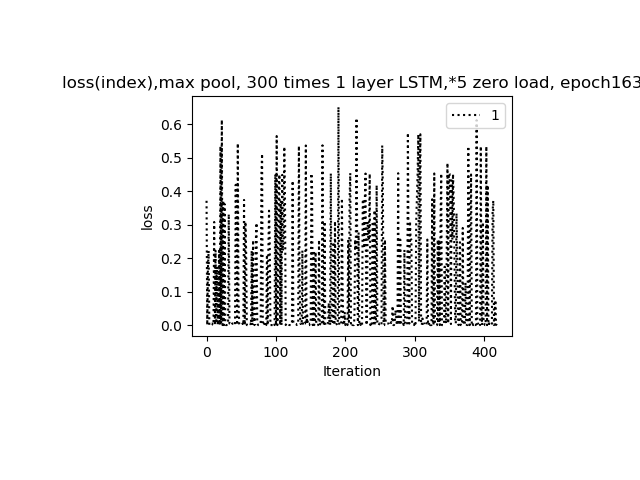 loss(index),max pool, 300 times 1 layer LSTM,*5 zero load, epoch163
1
0.6
0.5
0.4
0.3
0.2
0.1
0.0
loss
0 100 200 300 400
Iteration